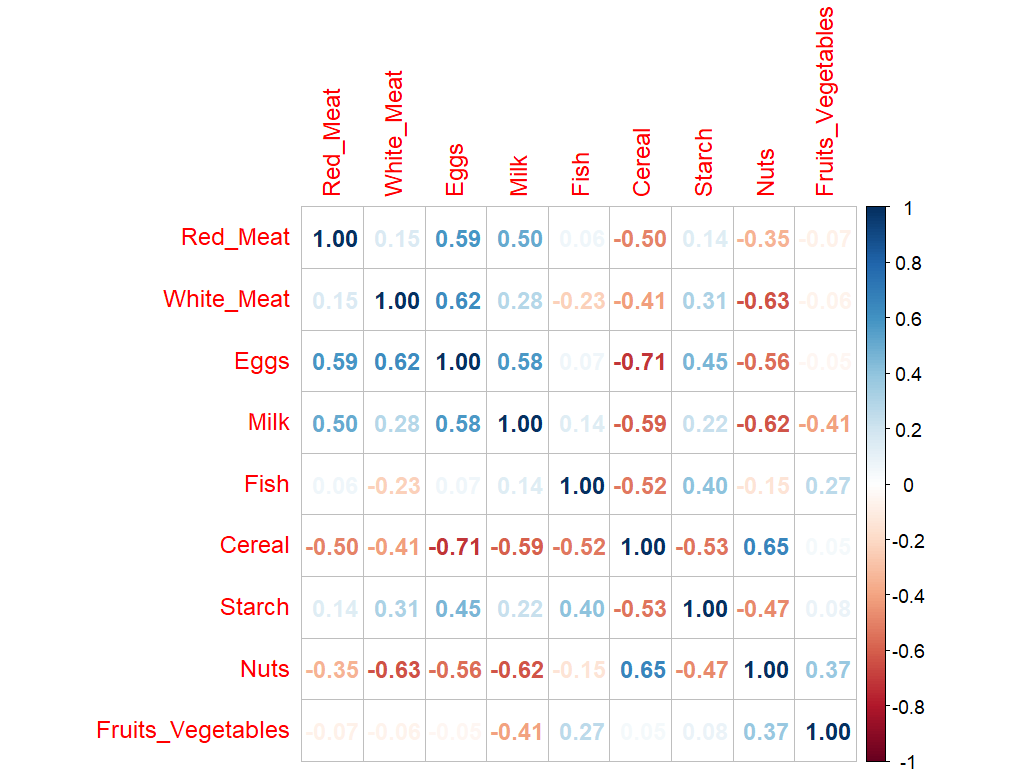 Red_Meat White_Meat Eggs Milk Fish Cereal Starch Nuts Fruits_Vegetables
Red_Meat 1.00 0.15 0.59 0.50 0.06 -0.50 0.14 -0.35 -0.07
White_Meat 0.15 1.00 0.62 0.28 -0.23 -0.41 0.31 -0.63 -0.06
Eggs 0.59 0.62 1.00 0.58 0.07 -0.71 0.45 -0.56 -0.05
Milk 0.50 0.28 0.58 1.00 0.14 -0.59 0.22 -0.62 -0.41
Fish 0.06 -0.23 0.07 0.14 1.00 -0.52 0.40 -0.15 0.27
Cereal -0.50 -0.41 -0.71 -0.59 -0.52 1.00 -0.53 0.65 0.05
Starch 0.14 0.31 0.45 0.22 0.40 -0.53 1.00 -0.47 0.08
Nuts -0.35 -0.63 -0.56 -0.62 -0.15 0.65 -0.47 1.00 0.37
Fruits_Vegetables -0.07 -0.06 -0.05 -0.41 0.27 0.05 0.08 0.37 1.00
1
0.8
0.6
0.4
0.2
0
-0.2
-0.4
-0.6
-0.8
-1